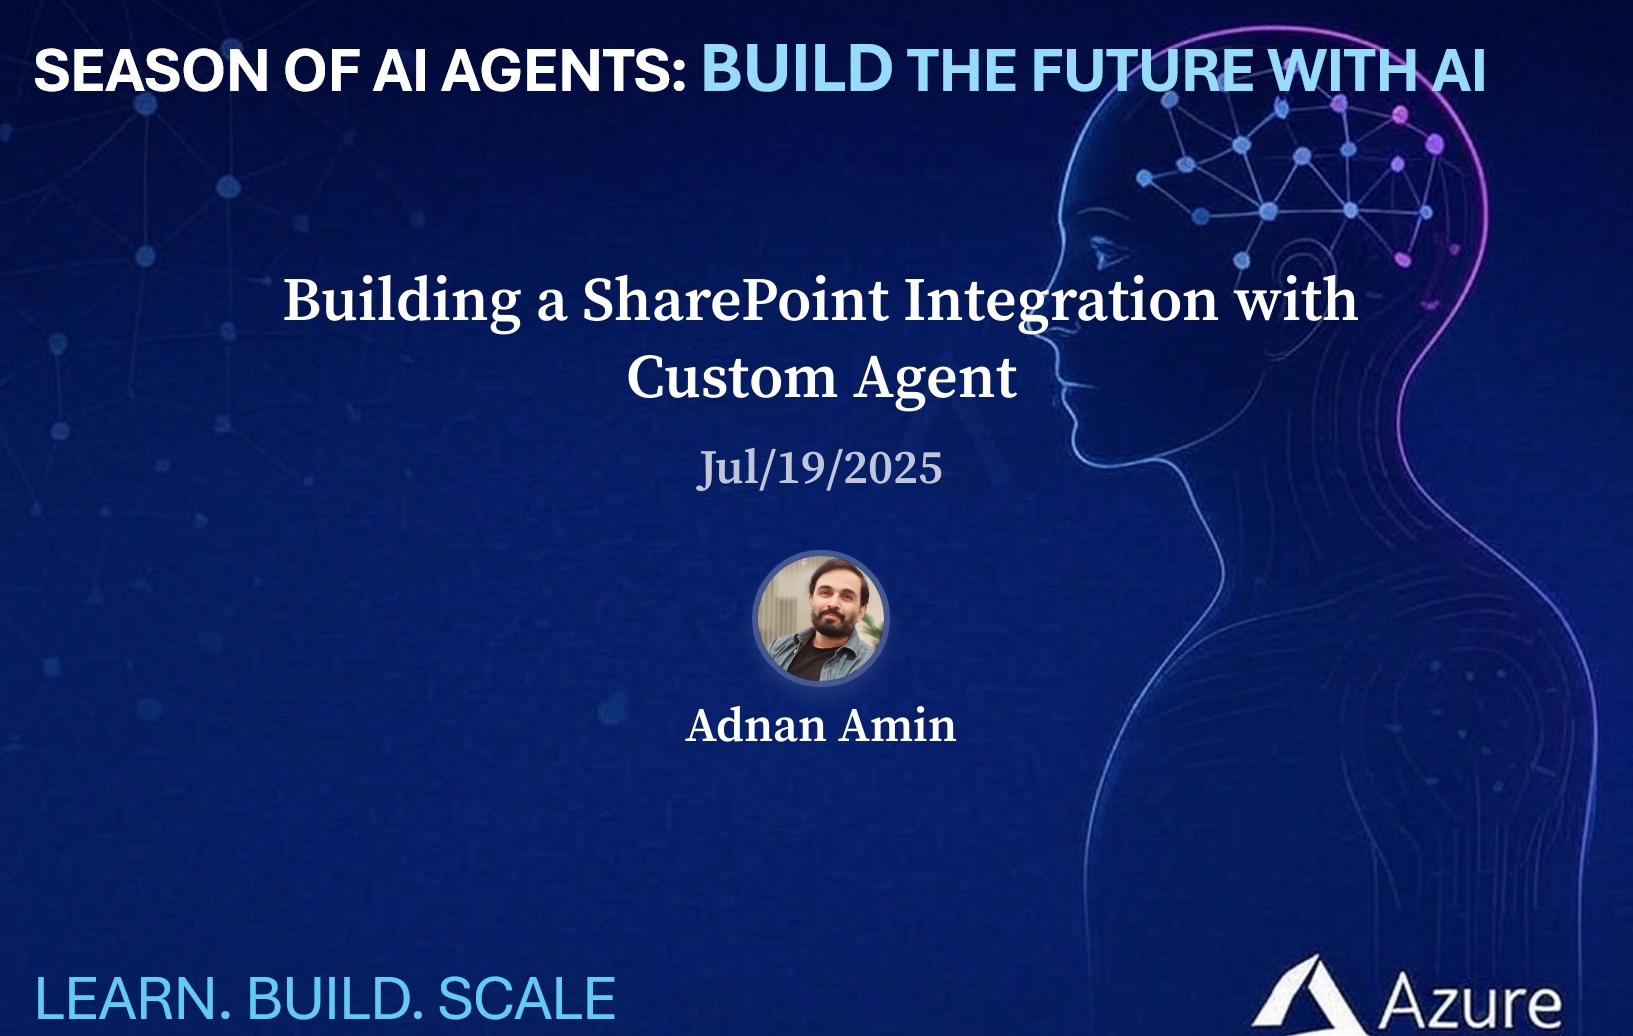 SEASON OF AI AGENTS: BUILD THE FUTURE WITH AI
Building a SharePoint Integration with
Custom Agent
Jul/19/2025
Adnan Amin
LEARN. BUILD. SCALE
Azure